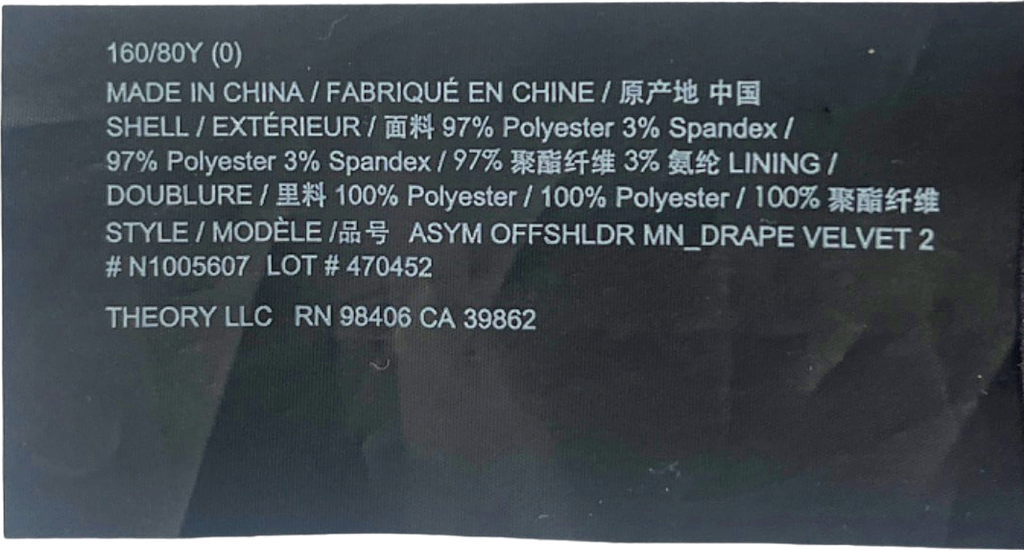 160/80Y (0)
MADE IN CHINA / FABRIQUÉ EN CHINE / 原产地 中国
SHELL / EXTÉRIEUR / 面料 97% Polyester 3% Spandex /
97% Polyester 3% Spandex / 97% 聚酯纤维 3% 氨纶 LINING /
DOUBLURE / 里料 100% Polyester / 100% Polyester / 100% 聚酯纤维
STYLE / MODÈLE /品号 ASYM OFFSHLDR MN_DRAPE VELVET 2
# N1005607 LOT # 470452
THEORY LLC RN 98406 CA 39862